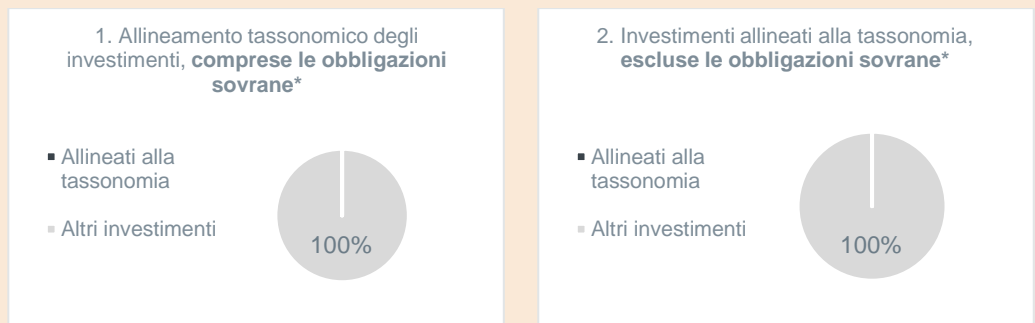 1. Allineamento tassonomico degli
investimenti, comprese le obbligazioni
sovrane*
Allineati alla
tassonomia
Altri investimenti
100%
2. Investimenti allineati alla tassonomia,
escluse le obbligazioni sovrane*
Allineati alla
tassonomia
Altri investimenti
100%